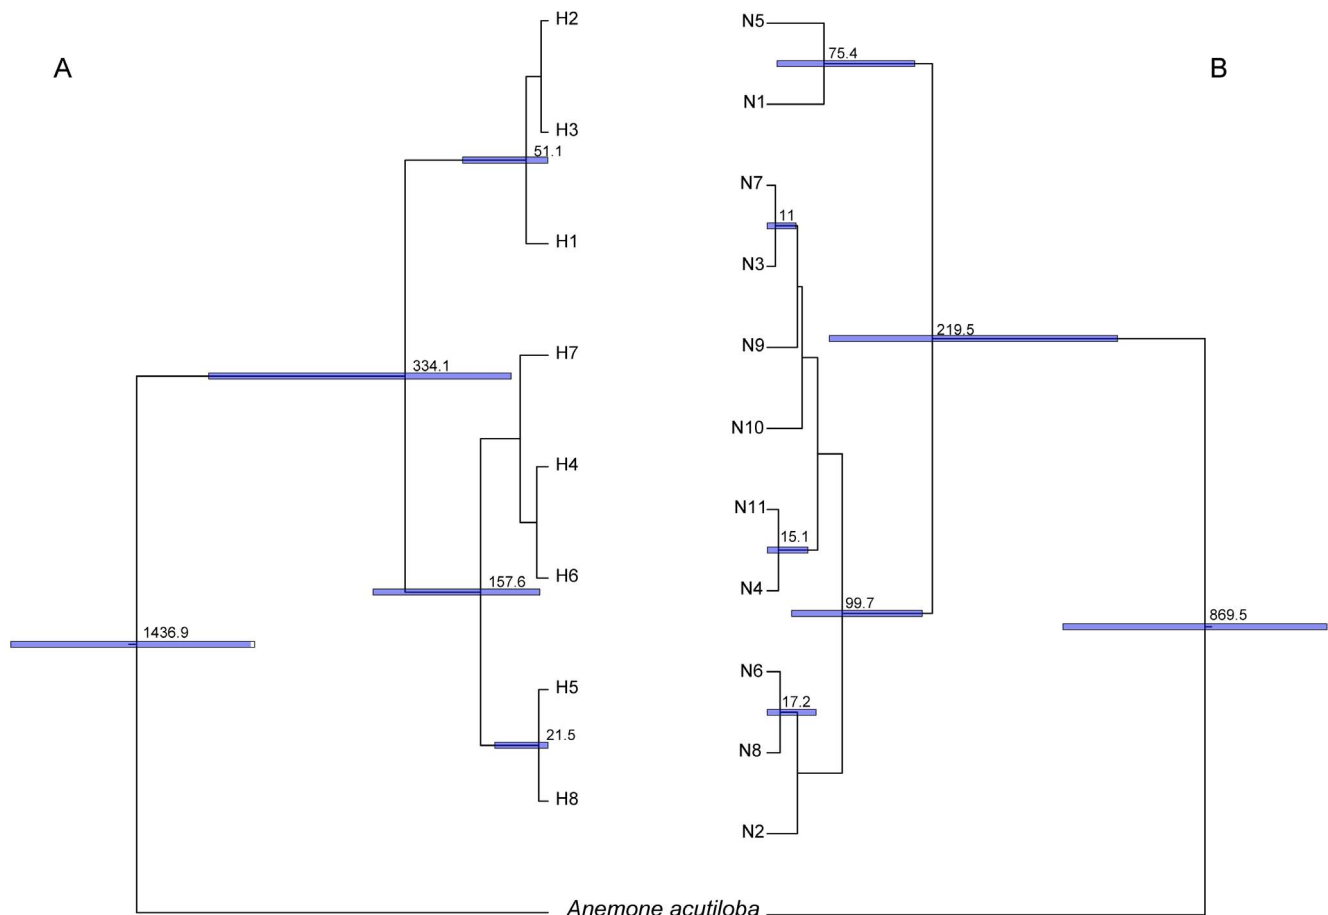 A
H2
H3
51.1
H1
H7
334.1
H4
H6
157.6
1436.9
H5
21.5
H8
B
N5
75.4
N1
N7
11
N3
219.5
N9
N10
N11
15.1
N4
99.7
869.5
N6
17.2
N8
N2
Anemone acutiloba